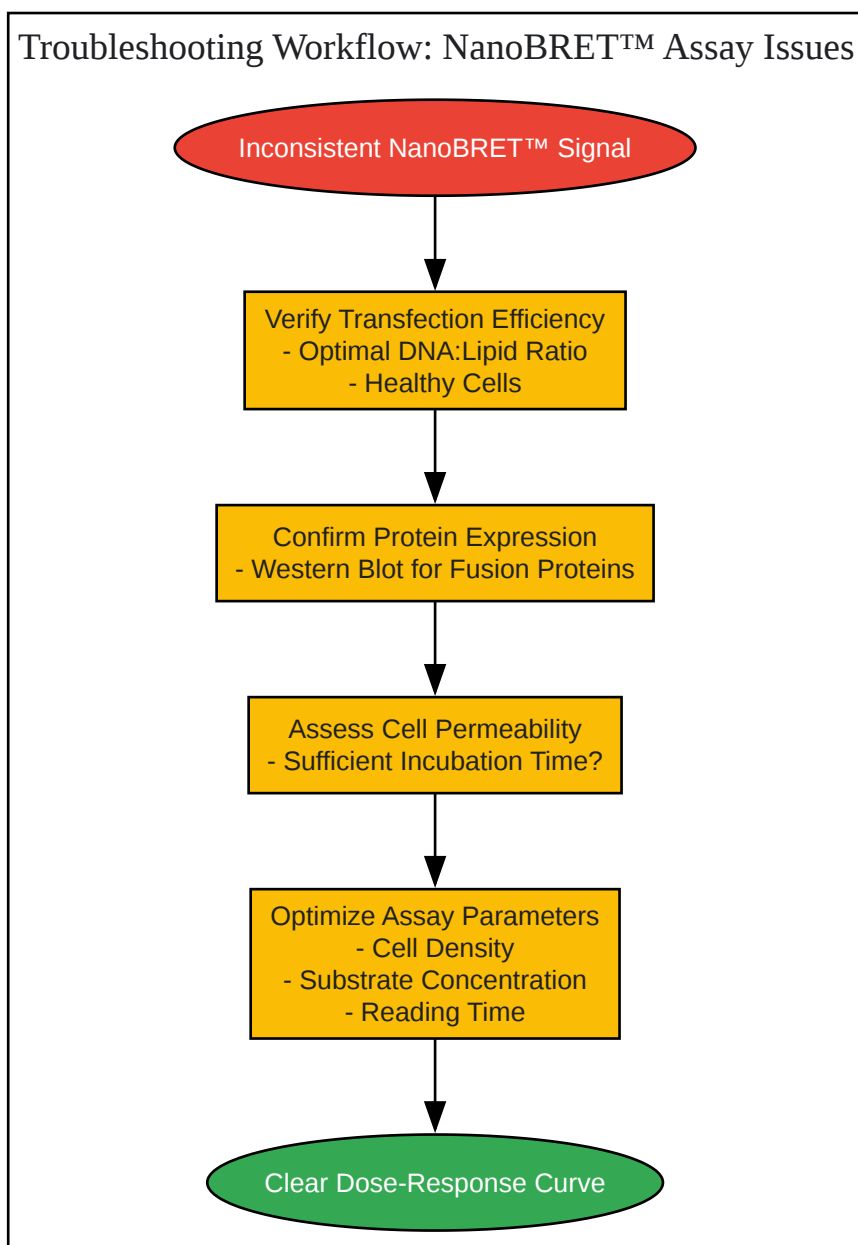 Troubleshooting Workflow: NanoBRET™ Assay Issues
Inconsistent NanoBRET™ Signal
Verify Transfection Efficiency
- Optimal DNA:Lipid Ratio
- Healthy Cells
Confirm Protein Expression
- Western Blot for Fusion Proteins
Assess Cell Permeability
- Sufficient Incubation Time?
Optimize Assay Parameters
- Cell Density
- Substrate Concentration
- Reading Time
Clear Dose-Response Curve